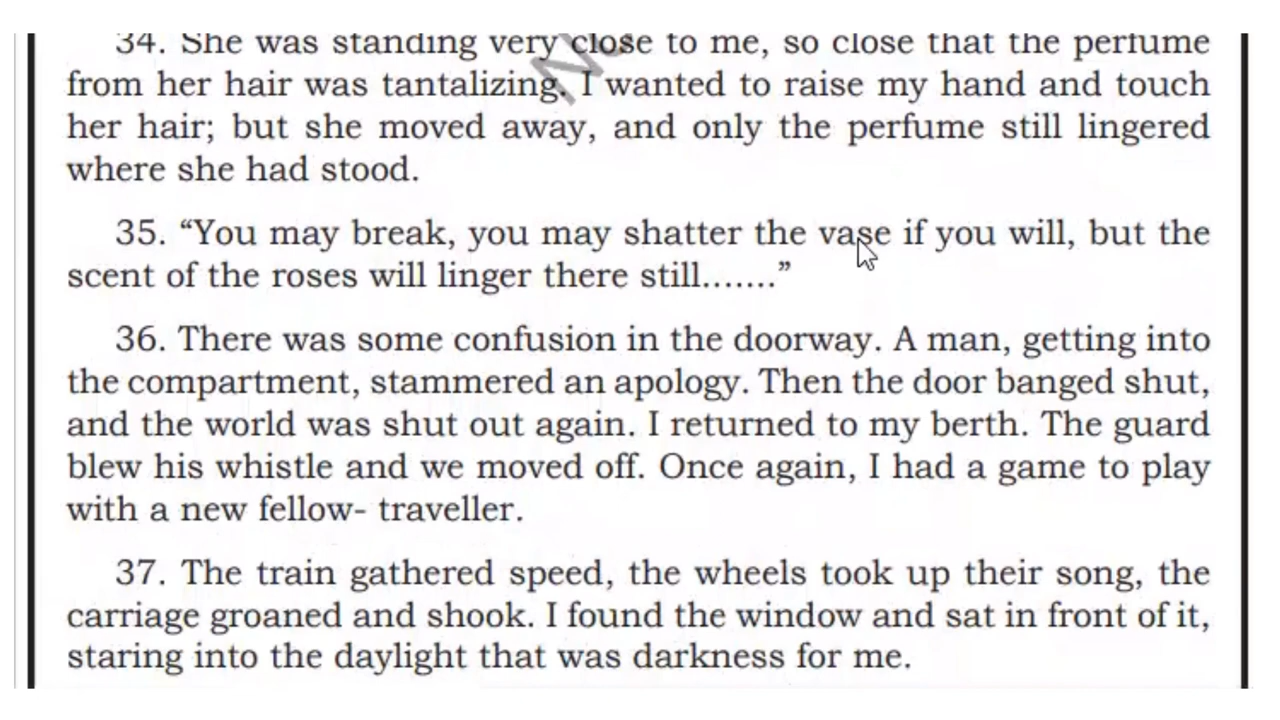 34. She was standing very close to me, so close that the perfume
from her hair was tantalizing. I wanted to raise my hand and touch
her hair; but she moved away, and only the perfume still lingered
where she had stood.
35. “You may break, you may shatter the vase if you will, but the
scent of the roses will linger there still.......”
36. There was some confusion in the doorway. A man, getting into
the compartment, stammered an apology. Then the door banged shut,
and the world was shut out again. I returned to my berth. The guard
blew his whistle and we moved off. Once again, I had a game to play
with a new fellow- traveller.
37. The train gathered speed, the wheels took up their song, the
carriage groaned and shook. I found the window and sat in front of it,
staring into the daylight that was darkness for me.